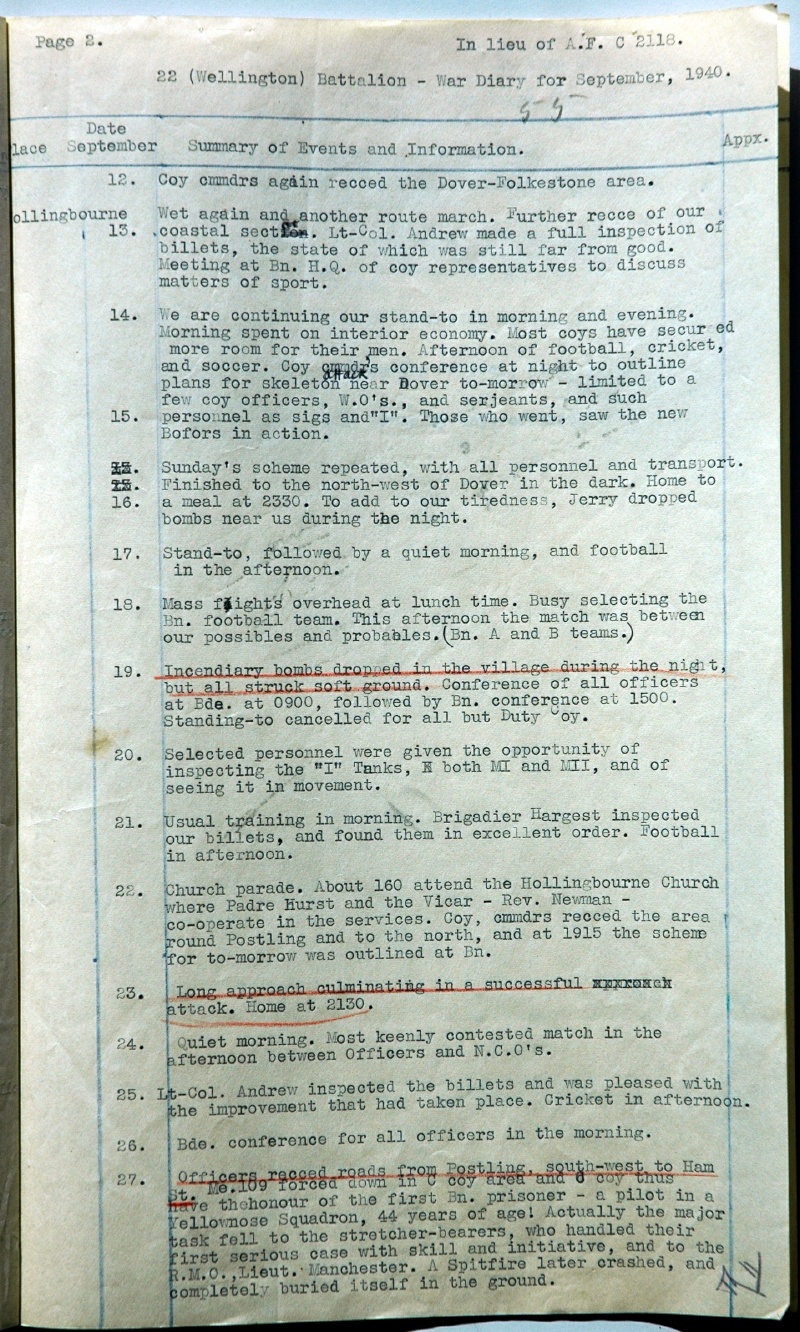 Page 2.
In lieu of A.F. C 2118.
22 (Wellington) Battalion - War Diary for September, 1940.
55
Date
lace September Summary of Events and Information. Appx.
12. Coy cmmdrs again recced the Dover-Folkestone area.
ollingbourne Wet again and another route march. Further recce of our
13. coastal sector. Lt-Col. Andrew made a full inspection of
billets, the state of which was still far from good.
Meeting at Bn. H.Q. of coy representatives to discuss
matters of sport.
14. We are continuing our stand-to in morning and evening.
Morning spent on interior economy. Most coys have secur ed
more room for their men. Afternoon of football, cricket,
and soccer. Coy cmmdrs conference at night to outline
attack
plans for skeleton near Dover to-morrow - limited to a
few coy officers, W.O's., and serjeants, and such
15. personnel as sigs and"I". Those who went, saw the new
Bofors in action.
Sunday's scheme repeated, with all personnel and transport.
Finished to the north-west of Dover in the dark. Home to
16. a meal at 2330. To add to our tiredness, Jerry dropped
bombs near us during the night.
17. Stand-to, followed by a quiet morning, and football
in the afternoon.
18. Mass flights overhead at lunch time. Busy selecting the
Bn. football team. This afternoon the match was between
our possibles and probables.(Bn. A and B teams.)
19. Incendiary bombs dropped in the village during the night,
but all struck soft ground. Conference of all officers
at Bde. at 0900, followed by Bn. conference at 1500.
Standing-to cancelled for all but Duty Coy.
20. Selected personnel were given the opportunity of
inspecting the "I" Tanks, both MI and MII, and of
seeing it in movement.
21. Usual training in morning. Brigadier Hargest inspected
our billets, and found them in excellent order. Football
in afternoon.
22. Church parade. About 160 attend the Hollingbourne Church
where Padre Hurst and the Vicar - Rev. Newman -
co-operate in the services. Coy, cmmdrs recced the area
round Postling and to the north, and at 1915 the scheme
for to-morrow was outlined at Bn.
23. Long approach culminating in a successful
attack. Home at 2130.
24. Quiet morning. Most keenly contested match in the
afternoon between Officers and N.C.O's.
25. Lt-Col. Andrew inspected the billets and was pleased with
the improvement that had taken place. Cricket in afternoon.
26. Bde. conference for all officers in the morning.
27. Officers recced roads from Postling, south-west to Ham
St. Me.109 forced down in C coy area and C coy thus
have thehonour of the first Bn. prisoner - a pilot in a
Yellownose Squadron, 44 years of age! Actually the major
task fell to the stretcher-bearers, who handled their
first serious case with skill and initiative, and to the
R.M.O.,Lieut. Manchester. A Spitfire later crashed, and
completely buried itself in the ground.